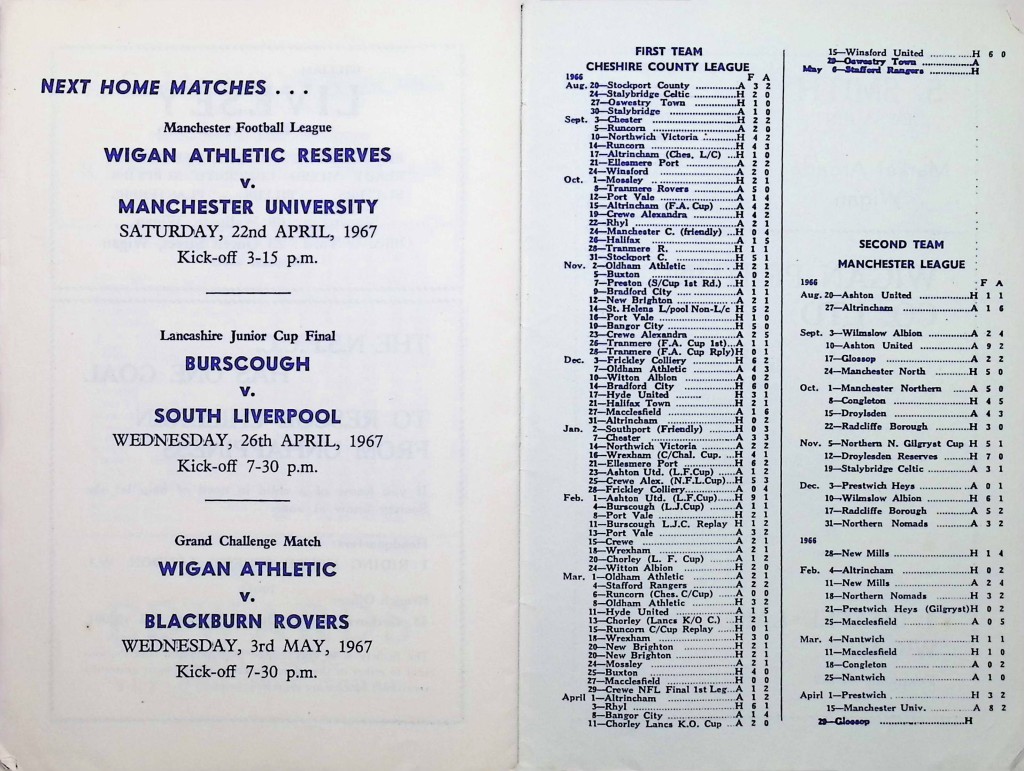 NEXT HOME MATCHES . . .
Manchester Football League
WIGAN ATHLETIC RESERVES
v.
MANCHESTER UNIVERSITY
SATURDAY, 22nd APRIL, 1967
Kick-off 3-15 p.m.
Lancashire Junior Cup Final
BURSCOUGH
v.
SOUTH LIVERPOOL
WEDNESDAY, 26th APRIL, 1967
Kick-off 7-30 p.m.
Grand Challenge Match
WIGAN ATHLETIC
v.
BLACKBURN ROVERS
WEDNESDAY, 3rd MAY, 1967
Kick-off 7-30 p.m.
FIRST TEAM
CHESHIRE COUNTY LEAGUE
1966 F A
Aug. 20—Stockport County ............A 3 2
24—Stalybridge Celtic ............H 2 0
27—Oswestry Town ............H 1 0
30—Stalybridge ............A 1 0
Sept. 3—Chester ............H 2 2
5—Runcorn ............A 2 0
10—Northwich Victoria ............H 4 2
14—Runcorn ............H 4 3
17—Altrincham (Ches. L/C) ...H 1 0
21—Ellesmere Port ............A 2 2
24—Winsford ............A 2 0
Oct. 1—Mossley ............H 2 1
8—Tranmere Rovers ............A 5 0
12—Port Vale ............A 1 4
15—Altrincham (F.A. Cup) ...A 4 2
19—Crewe Alexandra ............H 4 2
22—Rhyl ............A 2 1
24—Manchester C. (friendly) ...H 0 4
26—Halifax ............A 1 5
28—Tranmere R. ............H 1 1
31—Stockport C. ............H 5 1
Nov. 2—Oldham Athletic ............H 2 1
5—Buxton ............A 0 2
7—Preston (S/Cup 1st Rd.) ...H 1 2
9—Bradford City ............A 1 1
12—New Brighton ............A 2 1
14—St. Helens L/pool Non-L/c H 5 2
16—Port Vale ............H 1 0
19—Bangor City ............H 5 0
23—Crewe Alexandra ............A 2 5
26—Tranmere (F.A. Cup 1st)...A 1 1
28—Tranmere (F.A. Cup Rply)H 0 1
Dec. 3—Frickley Colliery ............H 6 2
7—Oldham Athletic ............A 4 3
10—Witton Albion ............A 0 2
14—Bradford City ............H 6 0
17—Hyde United ............H 3 1
21—Halifax Town ............H 2 1
27—Macclesfield ............A 1 6
31—Altrincham ............H 0 2
Jan. 2—Southport (Friendly) ...H 0 3
7—Chester ............A 3 3
14—Northwich Victoria ............A 2 2
16—Wrexham (C/Chal. Cup. ...H 4 1
21—Ellesmere Port ............H 6 2
23—Ashton Utd. (L.F.Cup) ...A 1 2
25—Crewe Alex. (N.F.L.Cup)...H 5 3
28—Frickley Colliery ............A 0 4
Feb. 1—Ashton Utd. (L.F.Cup) ...H 9 1
4—Burscough (L.J.Cup) ...A 1 1
8—Port Vale ............H 2 1
11—Burscough L.J.C. Replay H 1 2
13—Port Vale ............A 3 2
15—Crewe ............A 2 1
18—Wrexham ............A 2 1
20—Chorley (L. F. Cup) ...A 1 2
24—Witton Albion ............H 2 0
Mar. 1—Oldham Athletic ............A 2 1
4—Stafford Rangers ............A 2 2
6—Runcorn (Ches. C/Cup) ...A 0 0
8—Oldham Athletic ............H 3 2
11—Hyde United ............A 1 5
13—Chorley (Lancs K/O C.) ...H 2 1
15—Runcorn C/Cup Replay ...H 0 1
18—Wrexham ............H 3 0
20—New Brighton ............H 2 1
20—New Brighton ............H 2 1
24—Mossley ............A 2 1
25—Buxton ............H 4 0
27—Macclesfield ............H 0 0
29—Crewe NFL Final 1st Leg...A 1 2
April 1—Altrincham ............A 1 2
3—Rhyl ............H 6 1
8—Bangor City ............A 1 4
11—Chorley Lancs K.O. Cup ...A 2 0
15—Winsford United ............H 6 0
29—Oswestry Town ............A
May 6—Stafford Rangers ............H
SECOND TEAM
MANCHESTER LEAGUE
1966 F A
Aug. 20—Ashton United ............H 1 1
27—Altrincham ............A 1 6
Sept. 3—Wilmslow Albion ............A 2 4
10—Ashton United ............A 9 2
17—Glossop ............A 2 2
24—Manchester North ............H 5 0
Oct. 1—Manchester Northern ............A 5 0
8—Congleton ............H 4 5
15—Droylsden ............A 4 3
22—Radcliffe Borough ............H 3 0
Nov. 5—Northern N. Gilgryst Cup H 5 1
12—Droylesden Reserves ............H 7 0
19—Stalybridge Celtic ............A 3 1
Dec. 3—Prestwich Heys ............A 0 1
10—Wilmslow Albion ............H 6 1
17—Radcliffe Borough ............A 5 2
31—Northern Nomads ............A 3 2
1966
28—New Mills ............H 1 4
Feb. 4—Altrincham ............H 0 2
11—New Mills ............A 2 4
18—Northern Nomads ............H 3 2
21—Prestwich Heys (Gilgryst)H 0 2
25—Macclesfield ............A 0 5
Mar. 4—Nantwich ............H 1 1
11—Macclesfield ............H 1 0
18—Congleton ............A 0 2
25—Nantwich ............A 1 0
Apirl 1—Prestwich ............H 3 2
15—Manchester Univ. ............A 8 2
29—Glossop ............H